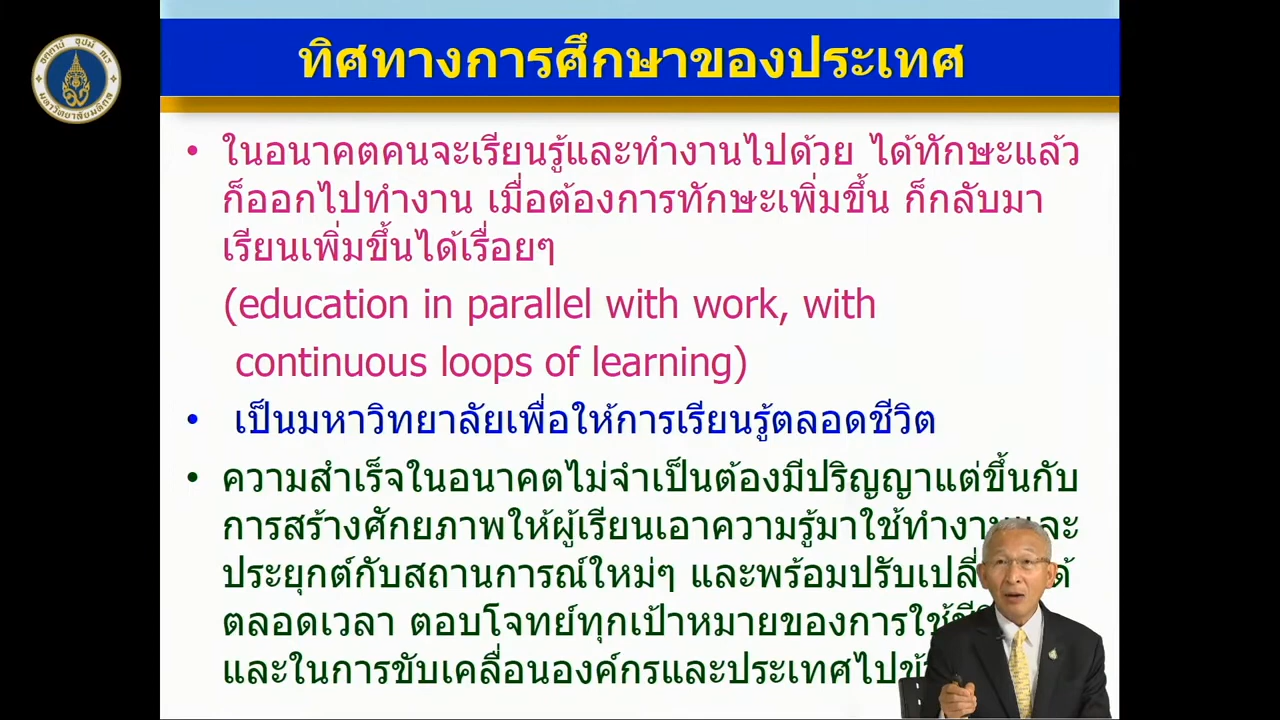 ทิศทางการศึกษาของประเทศ
• ในอนาคตคนจะเรียนรู้และทำงานไปด้วย ได้ทักษะแล้ว
ก็ออกไปทำงาน เมื่อต้องการทักษะเพิ่มขึ้น ก็กลับมา
เรียนเพิ่มขึ้นได้เรื่อยๆ
(education in parallel with work, with
continuous loops of learning)
• เป็นมหาวิทยาลัยเพื่อให้การเรียนรู้ตลอดชีวิต
• ความสำเร็จในอนาคตไม่จำเป็นต้องมีปริญญาแต่ขึ้นกับ
การสร้างศักยภาพให้ผู้เรียนเอาความรู้มาใช้ทำงานและ
ประยุกต์กับสถานการณ์ใหม่ๆ และพร้อมปรับเปลี่
ตลอดเวลา ตอบโจทย์ทุกเป้าหมายของการใช้
และในการขับเคลื่อนองค์กรและประเทศไป
มหาวิทยาลัยมหิดล